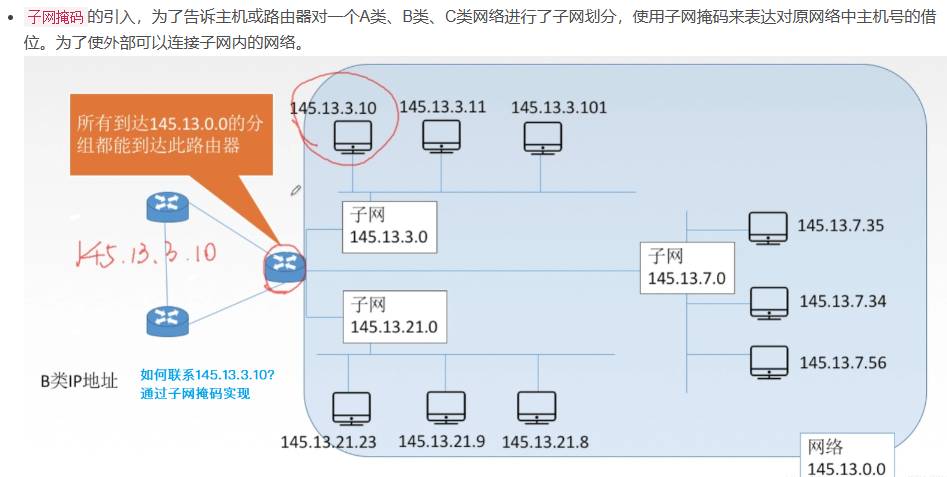 子网掩码的引入，为了告诉主机或路由器对一个A类、B类、C类网络进行了子网划分，使用子网掩码来表达对原网络中主机号的借
位。为了使外部可以连接子网内的网络。
所有到达145.13.0.0的分
组都能到达此路由器
145.13.3.10
145.13.3.11
145.13.3.101
子网
145.13.3.0
145.13.3.10
子网
145.13.7.0
145.13.7.35
145.13.7.34
145.13.7.56
子网
145.13.21.0
B类IP地址
如何联系145.13.3.10?
通过子网掩码实现
145.13.21.23
145.13.21.9
145.13.21.8
网络
145.13.0.0